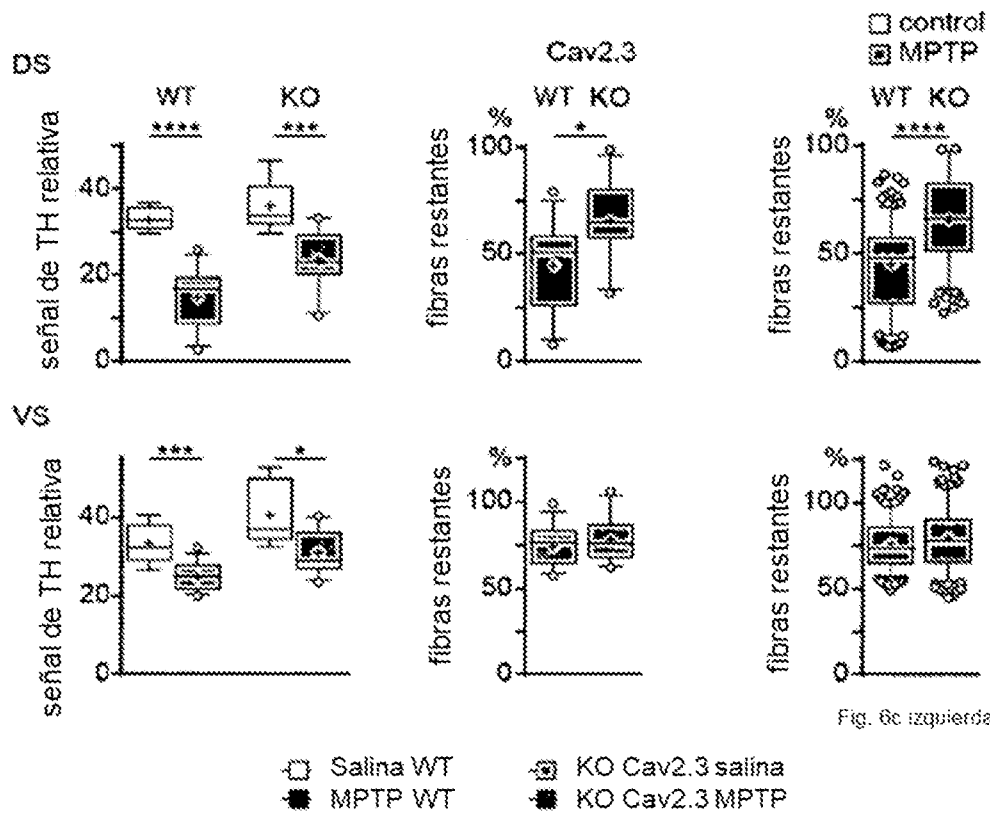 control
MPTP
Cav2.3
DS
WT KO
**** ***
señal de TH relativa
40
20
0
WT KO
%
*
fibras restantes
100
50
0
WT KO
%
****
fibras restantes
100
50
0
VS
*** *
señal de TH relativa
40
20
0
%
fibras restantes
100
50
0
%
fibras restantes
100
50
0
Fig. 6c izquierda
Salina WT
MPTP WT
KO Cav2.3 salina
KO Cav2.3 MPTP